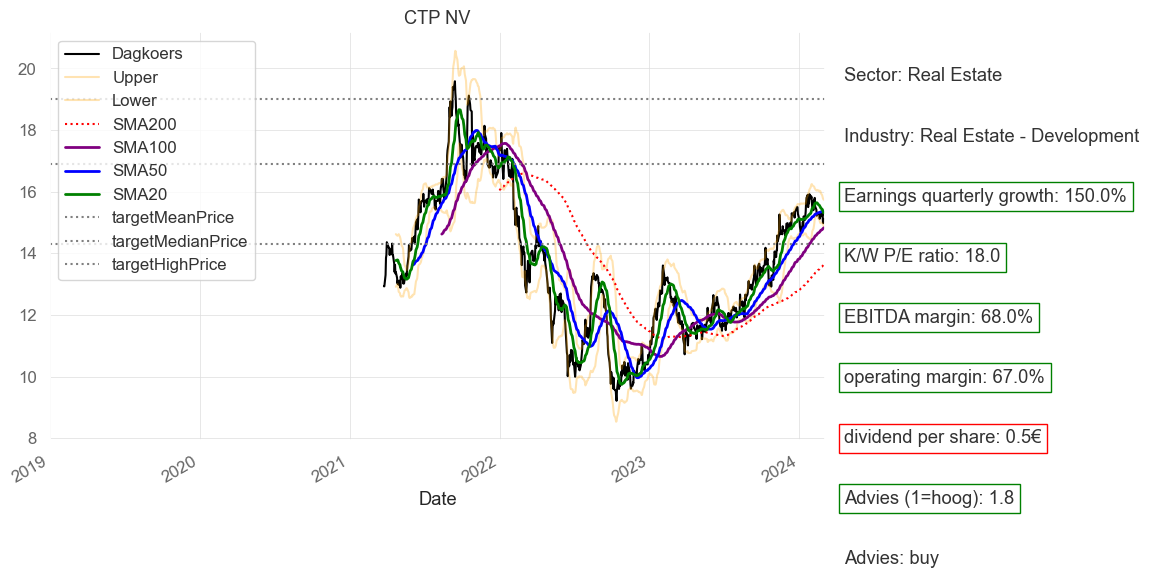 CTP NV
Dagkoers
Upper
Lower
SMA200
SMA100
SMA50
SMA20
targetMeanPrice
targetMedianPrice
targetHighPrice
20
18
16
14
12
10
8
2019
2020
2021
2022
2023
2024
Date
Sector: Real Estate
Industry: Real Estate - Development
Earnings quarterly growth: 150.0%
K/W P/E ratio: 18.0
EBITDA margin: 68.0%
operating margin: 67.0%
dividend per share: 0.5€
Advies (1=hoog): 1.8
Advies: buy